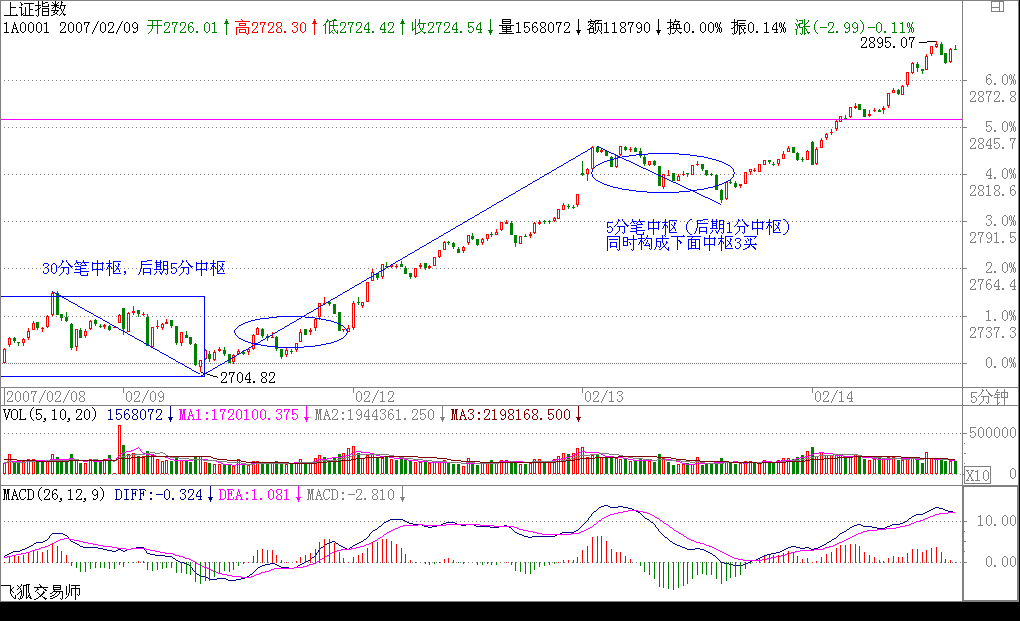 上证指数
1A0001 2007/02/09 开2726.01↑高2728.30↑低2724.42↑收2724.54↓量1568072↓额118790↓换0.00% 振0.14% 涨(-2.99)-0.11%
2895.07
6.0%
2872.8
5.0%
2845.7
4.0%
2818.6
3.0%
2791.5
2.0%
2764.4
1.0%
2737.3
0.0%
5分笔中枢（后期1分中枢）
同时构成下面中枢3买
30分笔中枢，后期5分中枢
2704.82
2007/02/08 02/09 02/12 02/13 02/14 5分钟
VOL(5,10,20) 1568072↓MA1:1720100.375↓MA2:1944361.250↓MA3:2198168.500↓
500000
X10 0
MACD(26,12,9) DIFF:-0.324↓DEA:1.081↓MACD:-2.810↓
10.00
0.00
飞狐交易师